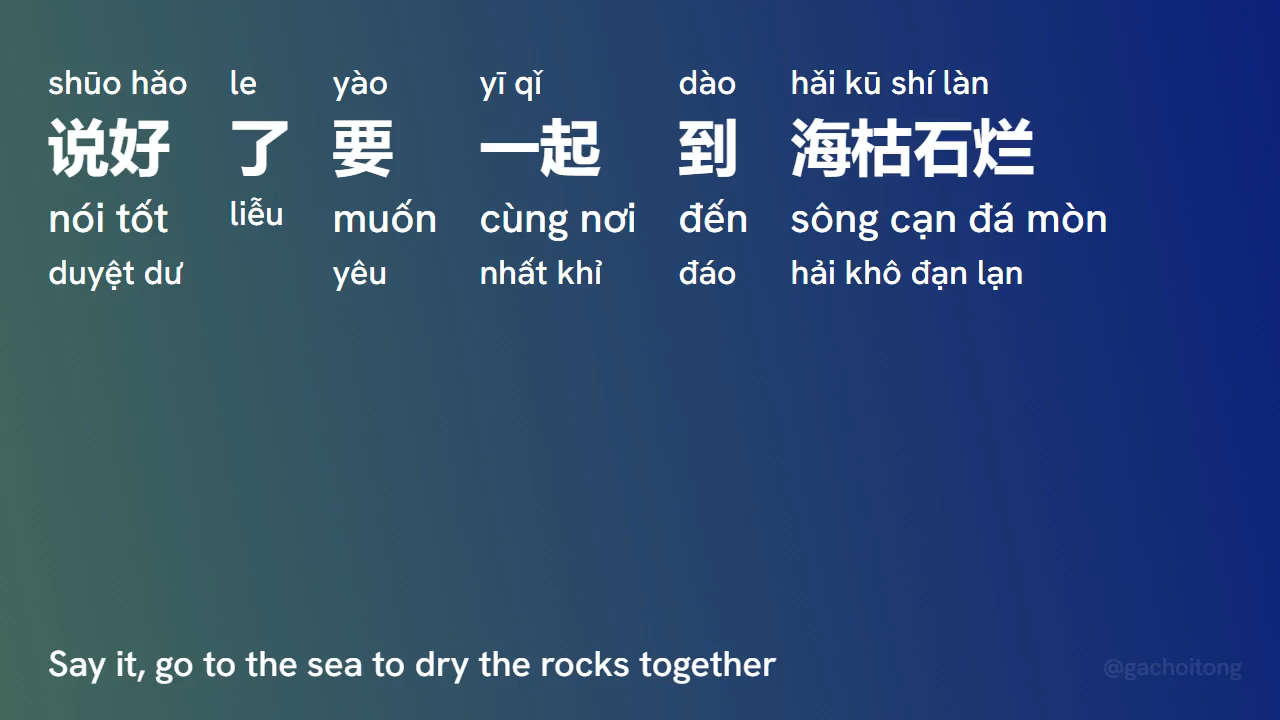 shūo hǎo le yào yī qǐ dào hǎi kū shí làn
说好 了 要 一起 到 海枯石烂
nói tốt liễu muốn cùng nơi đến sông cạn đá mòn
duyệt dư yêu nhất khỉ đáo hải khô đạn lạn
Say it, go to the sea to dry the rocks together
@gachoitong